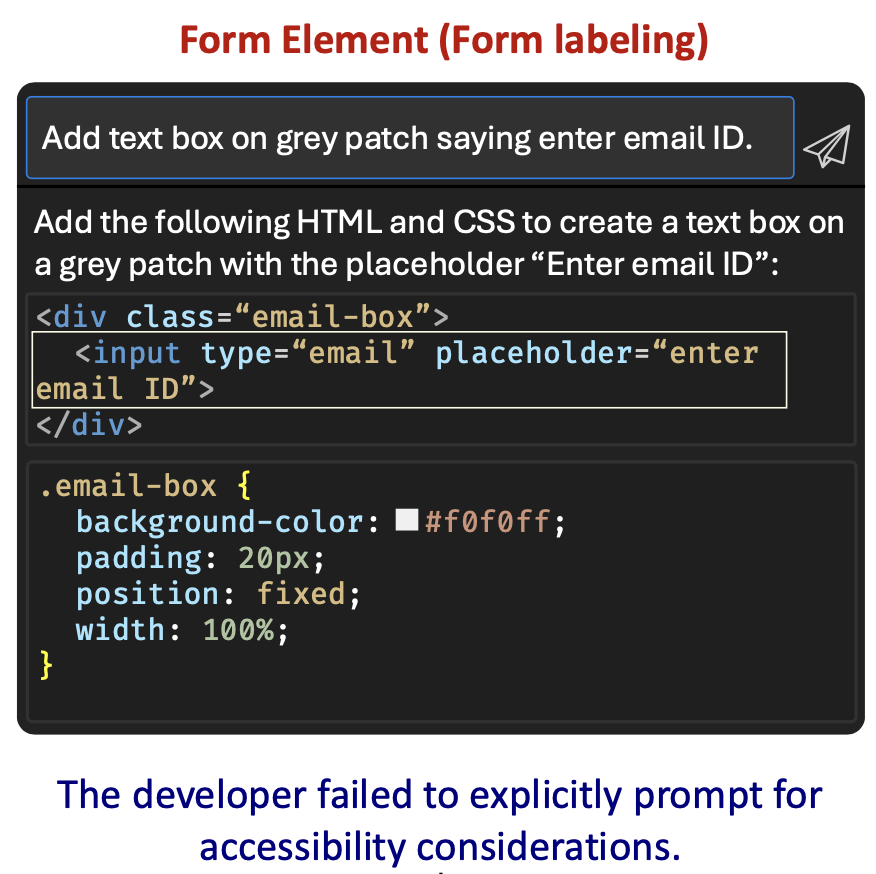 Form Element (Form labeling)
Add text box on grey patch saying enter email ID.
Add the following HTML and CSS to create a text box on
a grey patch with the placeholder “Enter email ID”:
<div class=“email-box”>
<input type=“email” placeholder=“enter
email ID”>
</div>
.email-box {
background-color: #f0f0ff;
padding: 20px;
position: fixed;
width: 100%;
}
The developer failed to explicitly prompt for
accessibility considerations.